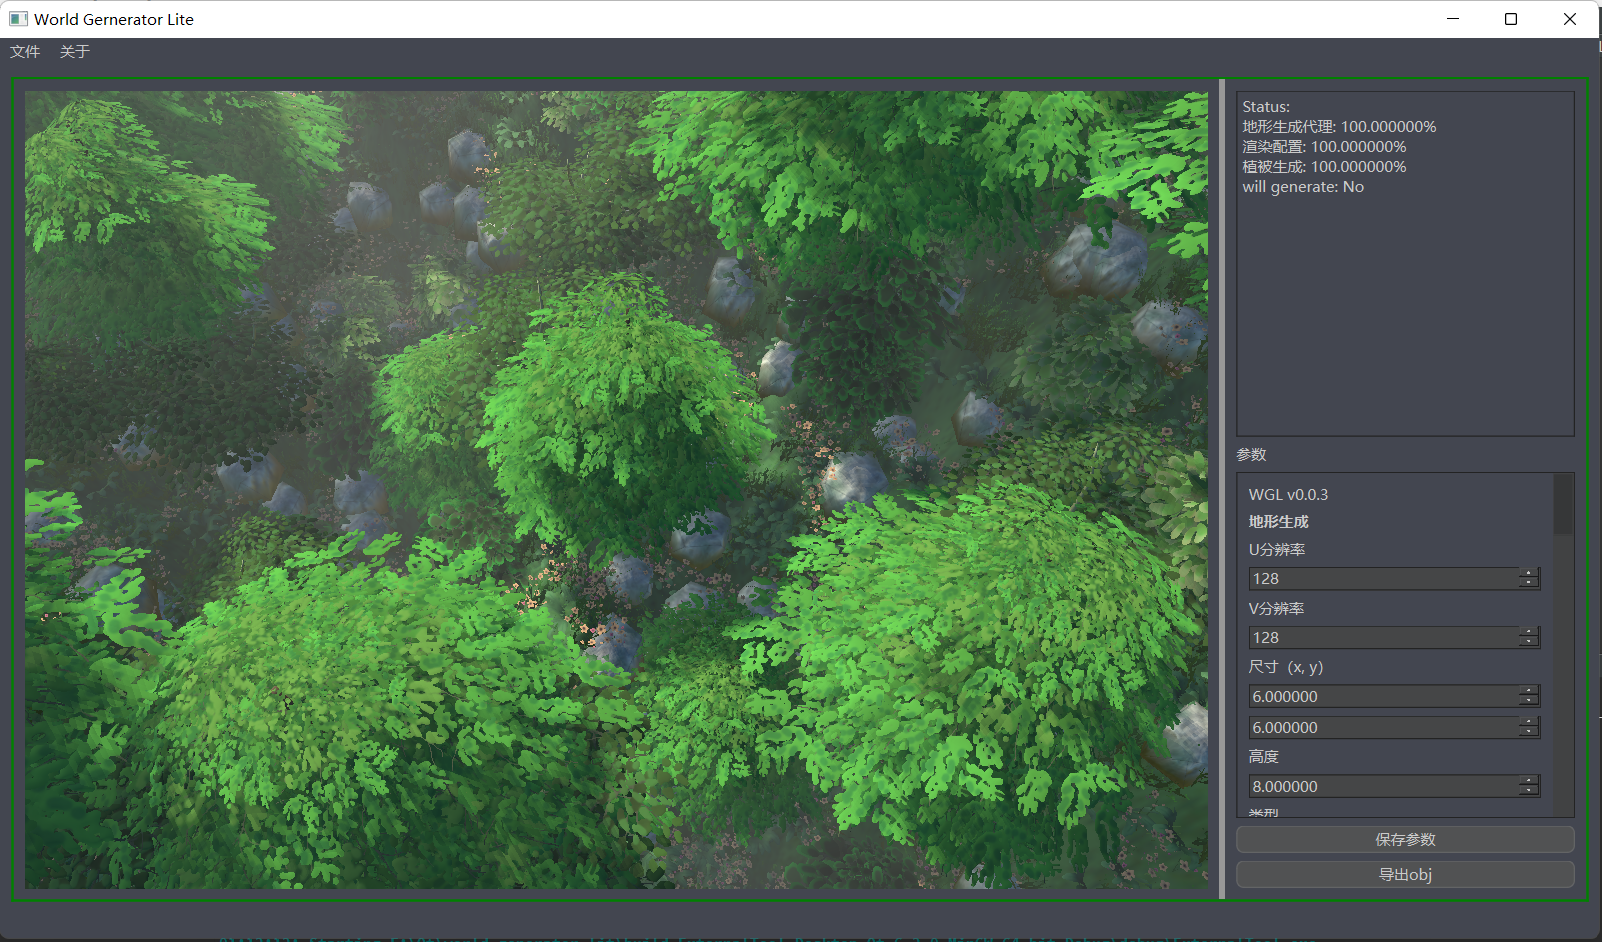 World Gernerator Lite
文件 关于
Status:
地形生成代理: 100.000000%
渲染配置: 100.000000%
植被生成: 100.000000%
will generate: No
参数
WGL v0.0.3
地形生成
U分辨率
128
V分辨率
128
尺寸（x, y）
6.000000
6.000000
高度
8.000000
类型
保存参数
导出obj